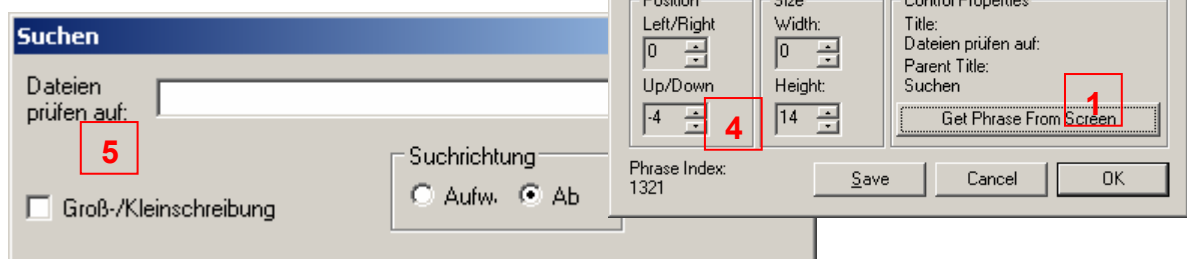 Suchen
Dateien
prüfen auf:
5
Groß-/Kleinschreibung
Suchrichtung
Aufw.
Ab
Position
Size
Control Properties
Left/Right
Width:
Title:
0
0
Dateien prüfen auf:
Parent Title:
Up/Down
Height:
Suchen
-4
4
14
1
Get Phrase From Screen
Phrase Index:
1321
Save
Cancel
OK